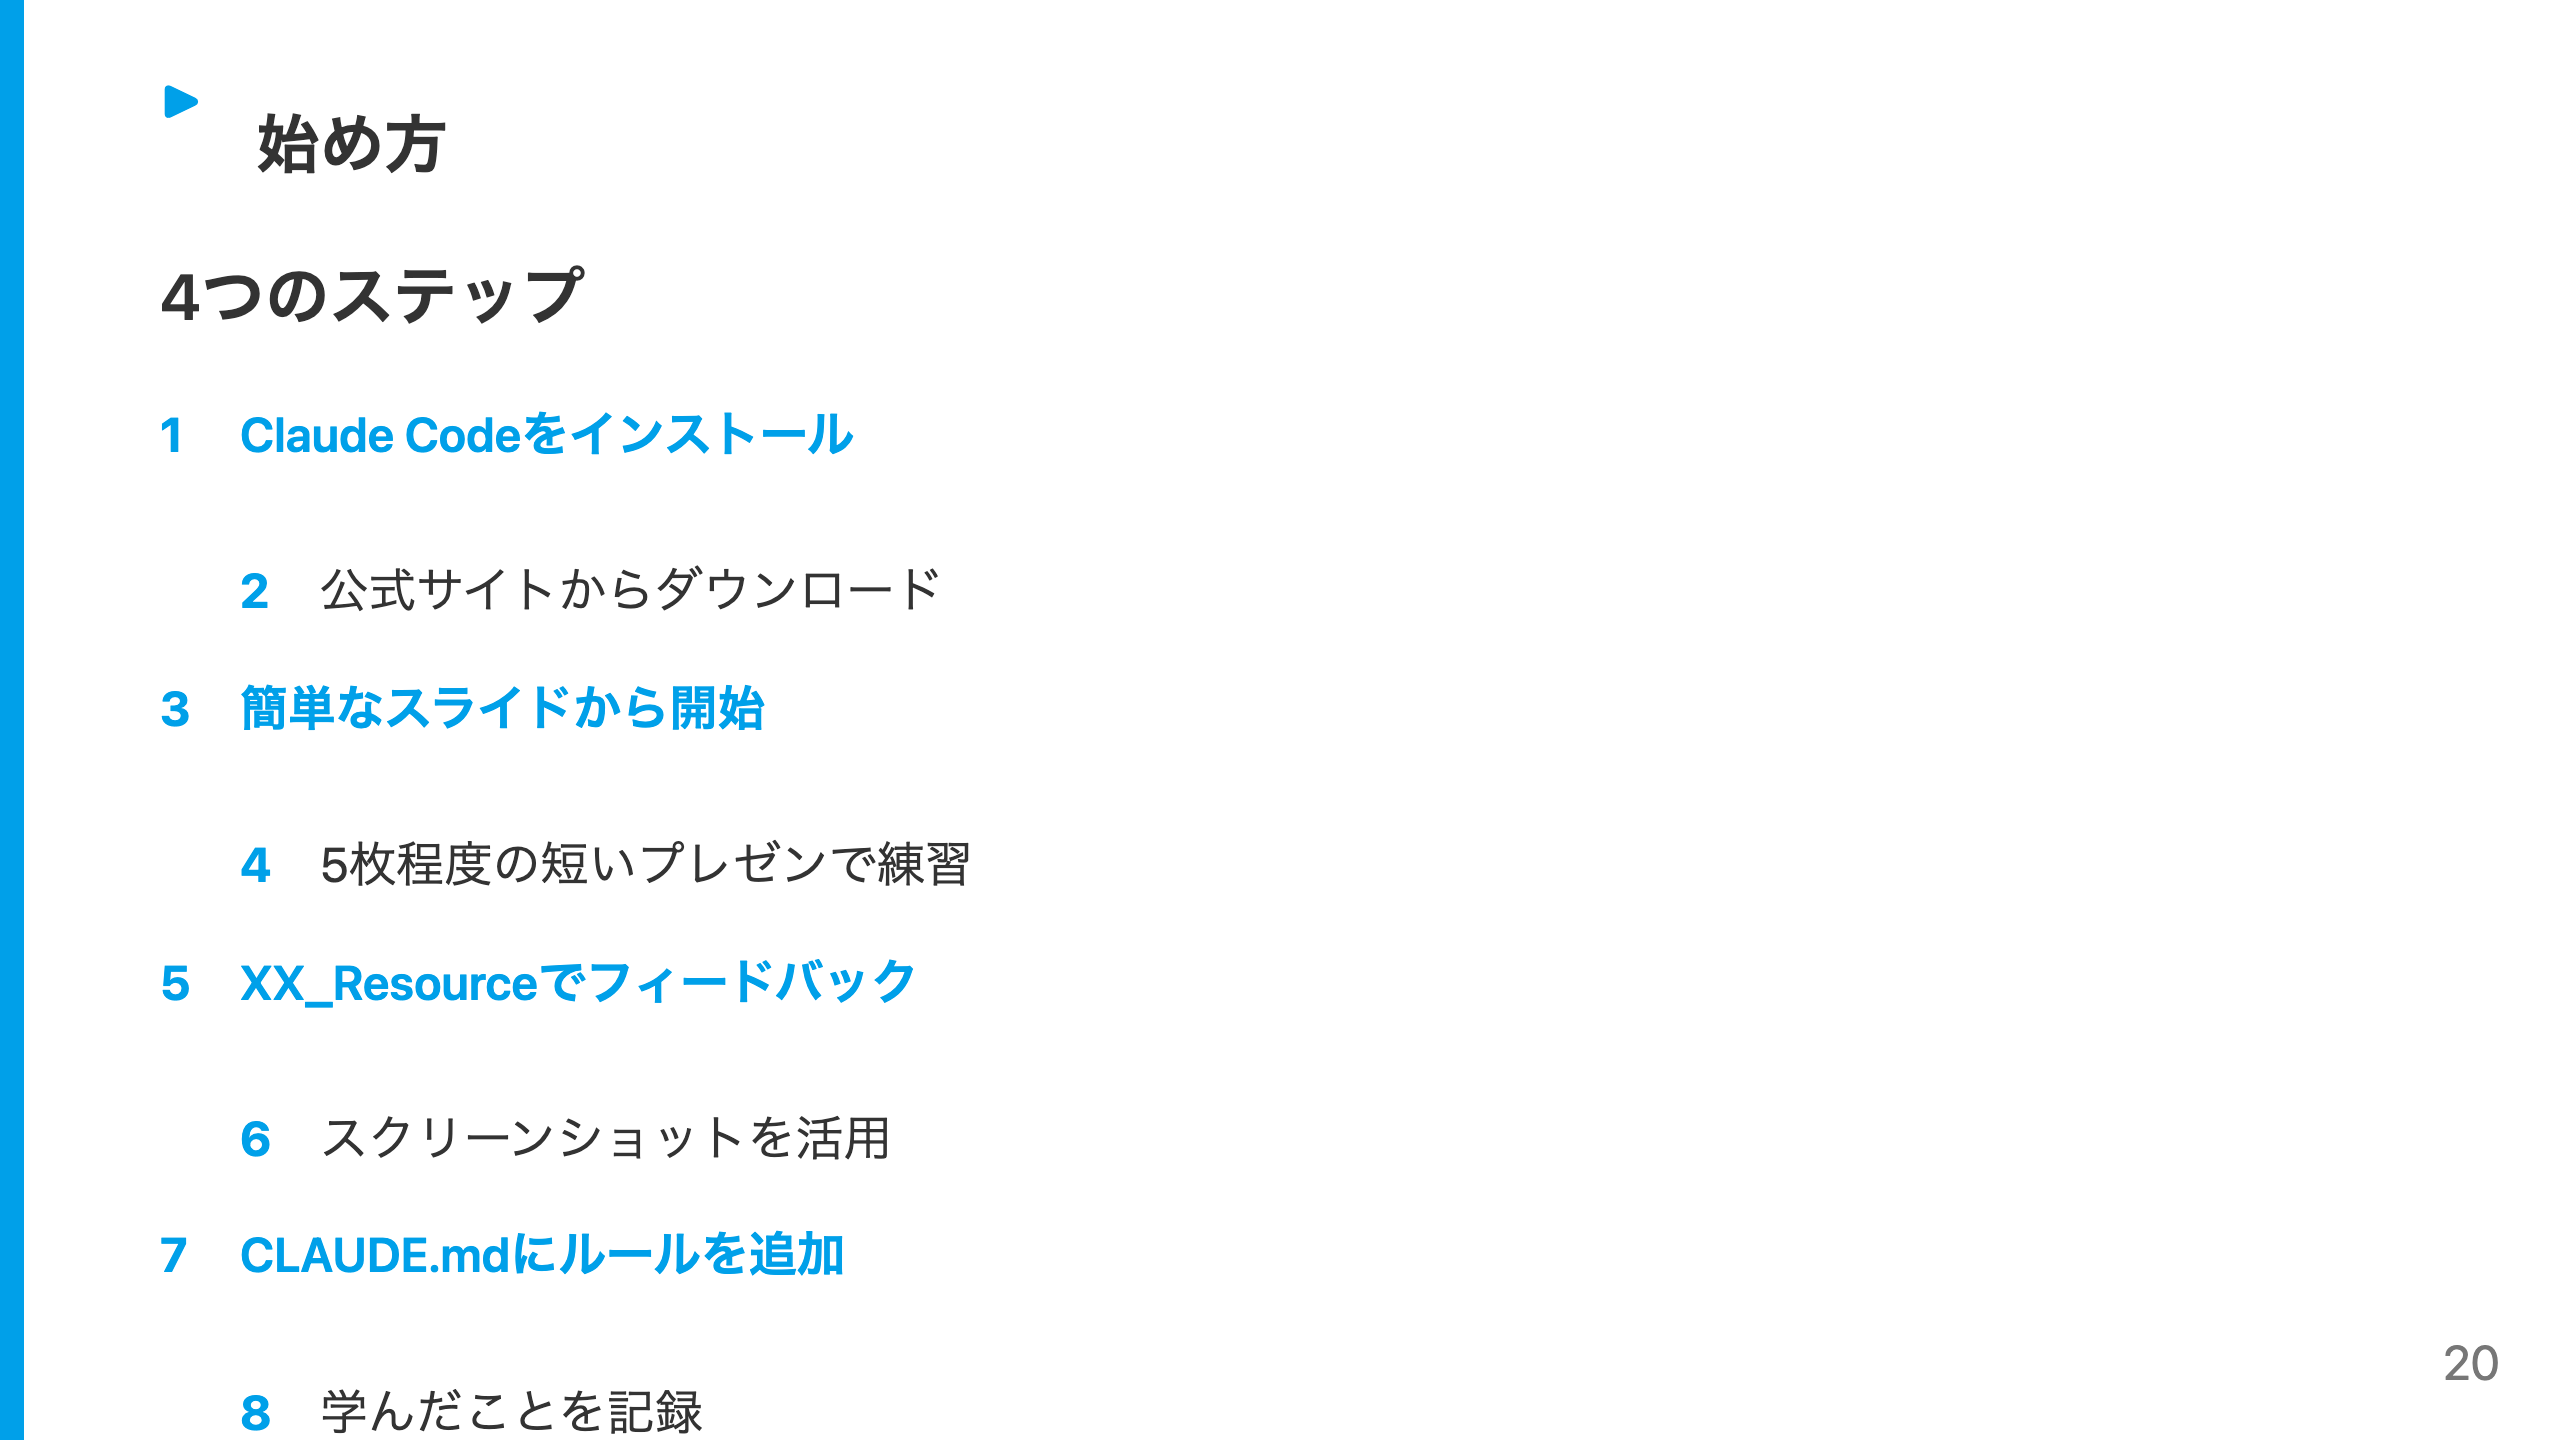 始め方
4つのステップ
1 Claude Codeをインストール
2 公式サイトからダウンロード
3 簡単なスライドから開始
4 5枚程度の短いプレゼンで練習
5 XX_Resourceでフィードバック
6 スクリーンショットを活用
7 CLAUDE.mdにルールを追加
8 学んだことを記録
20